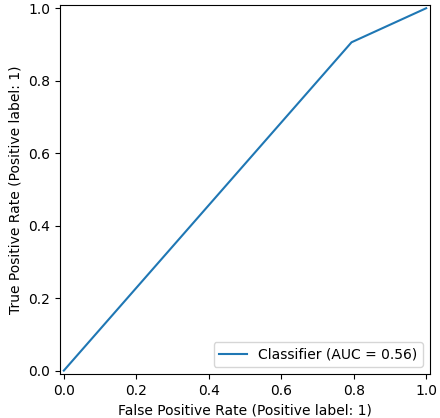 1.0
0.8
0.6
0.4
0.2
0.0
True Positive Rate (Positive label: 1)
Classifier (AUC = 0.56)
0.0 0.2 0.4 0.6 0.8 1.0
False Positive Rate (Positive label: 1)